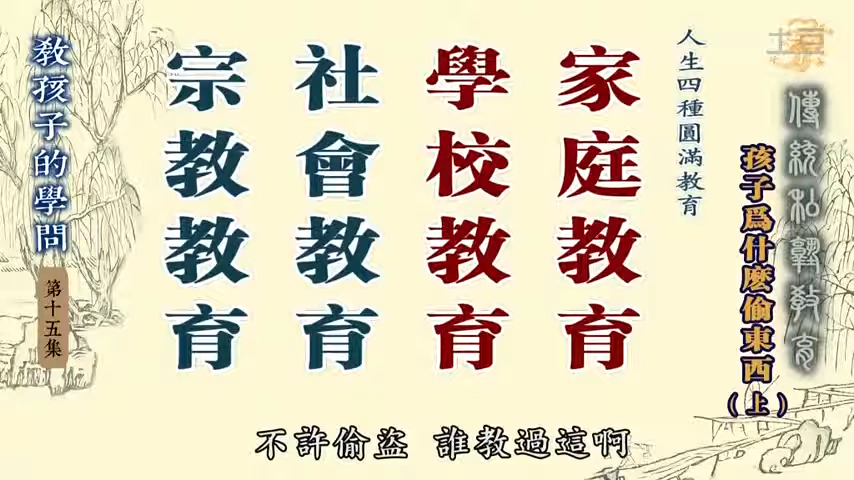 土豆
傳統私塾教育
孩子爲什麽偷東西(上)
人生四種圓滿教育
家庭教育
學校教育
社會教育
宗教教育
教孩子的學問
第十五集
不許偷盜 誰教過這啊